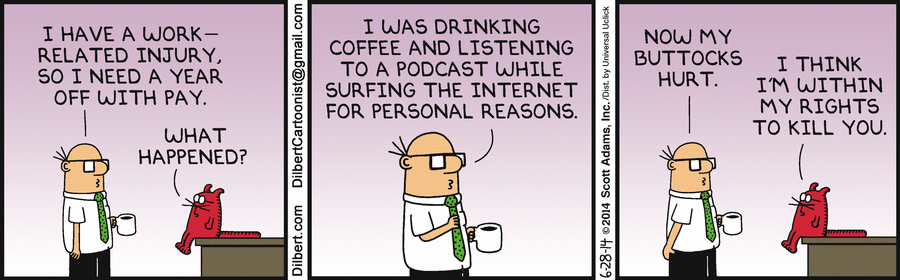 I HAVE A WORK-
RELATED INJURY,
SO I NEED A YEAR
OFF WITH PAY.
WHAT
HAPPENED?
Dilbert.com DilbertCartoonist@gmail.com
I WAS DRINKING
COFFEE AND LISTENING
TO A PODCAST WHILE
SURFING THE INTERNET
FOR PERSONAL REASONS.
6-28-14 ©2014 Scott Adams, Inc. /Dist. by Universal Uclick
NOW MY
BUTTOCKS
HURT.
I THINK
I'M WITHIN
MY RIGHTS
TO KILL YOU.